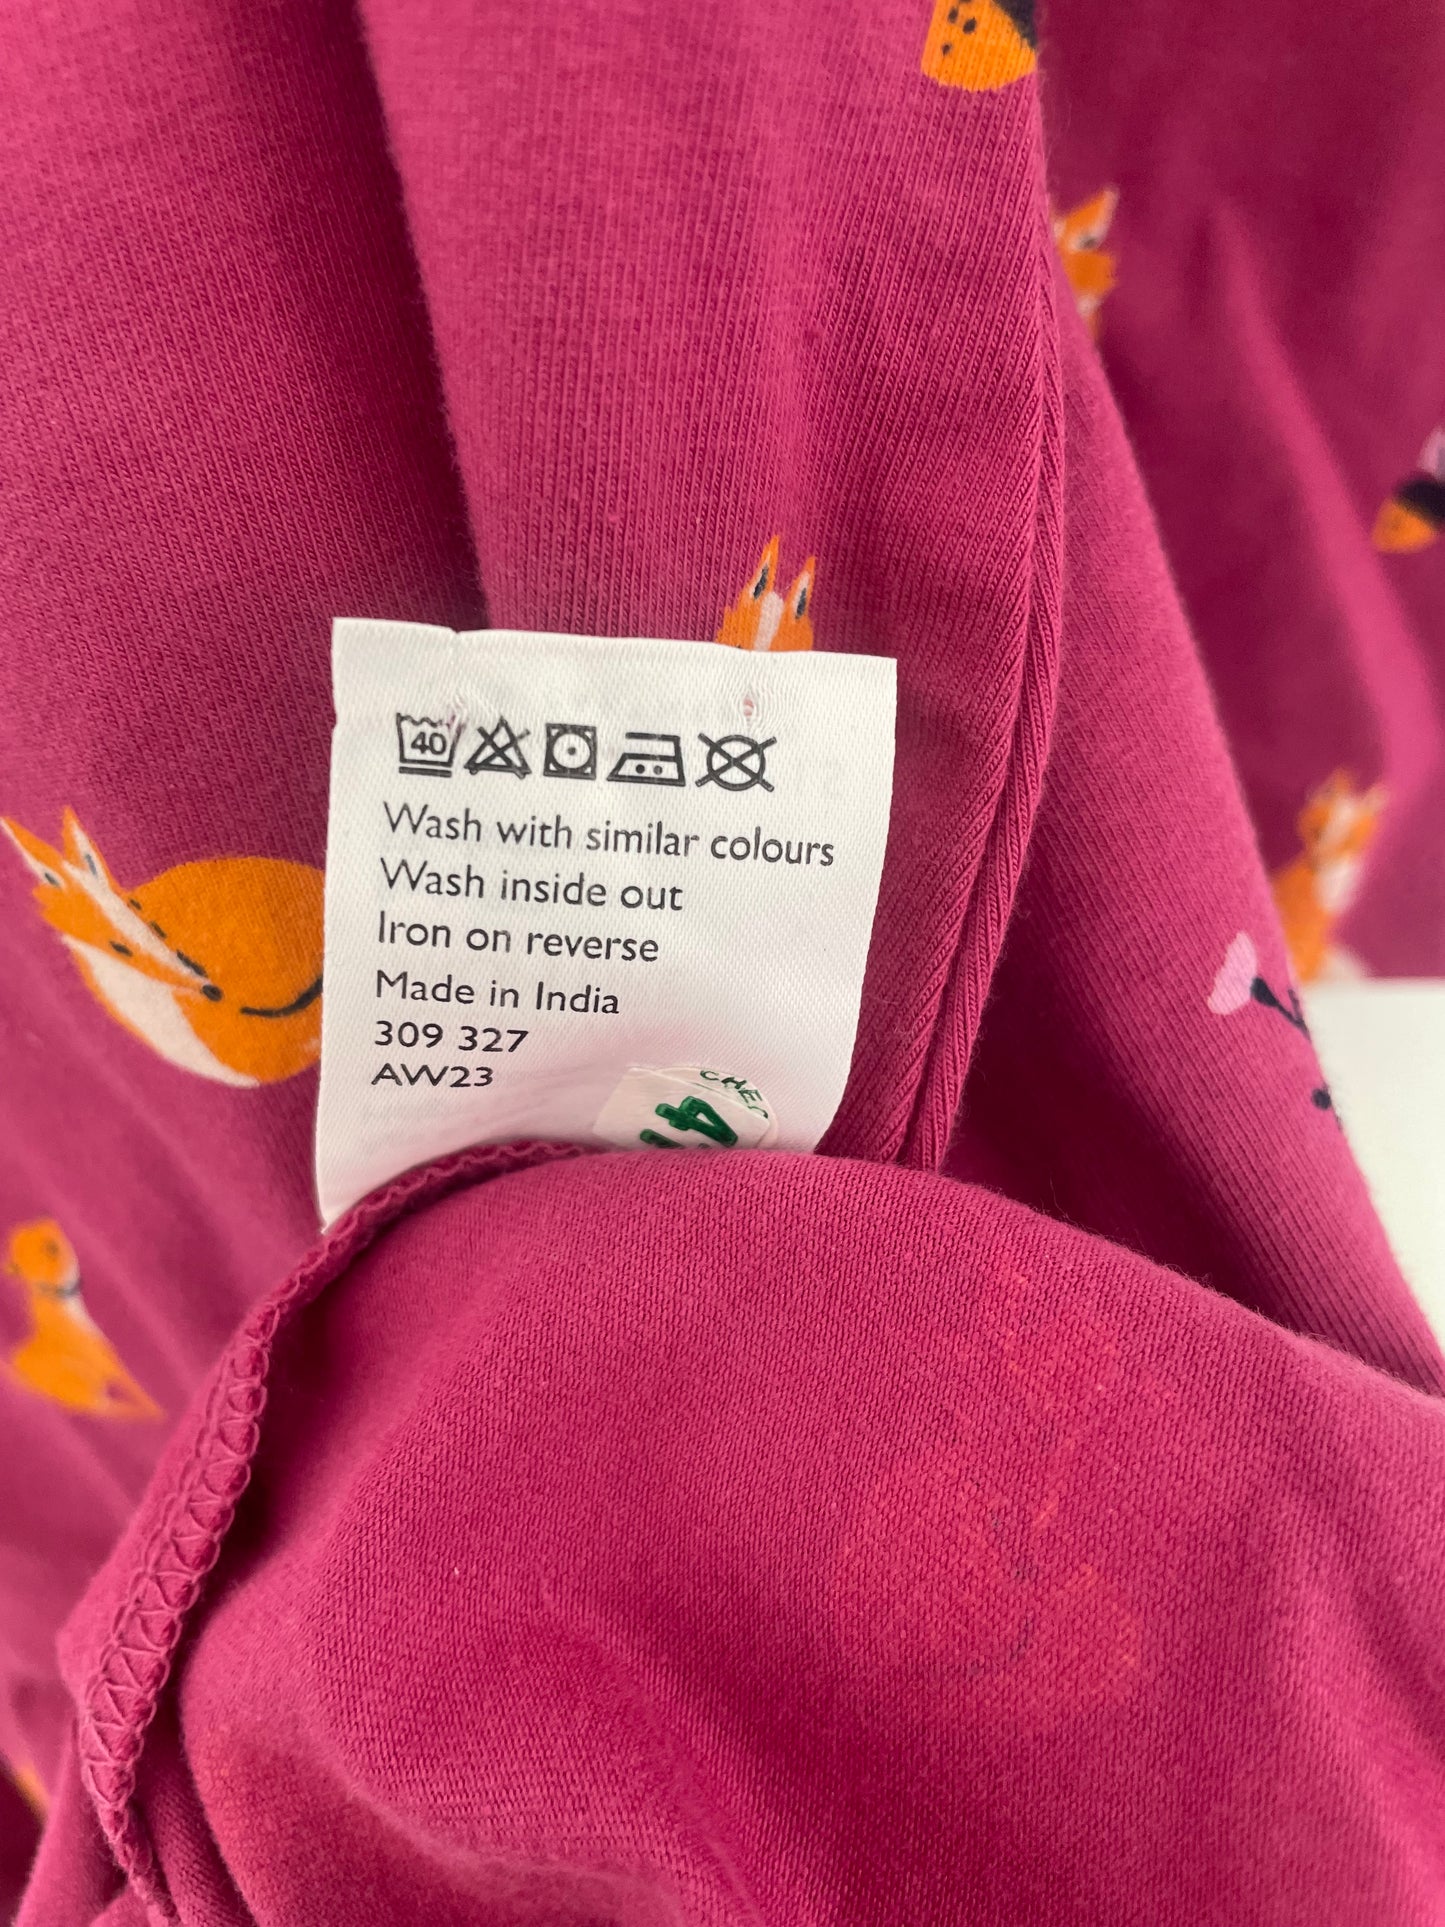 40
Wash with similar colours
Wash inside out
Iron on reverse
Made in India
309 327
AW23